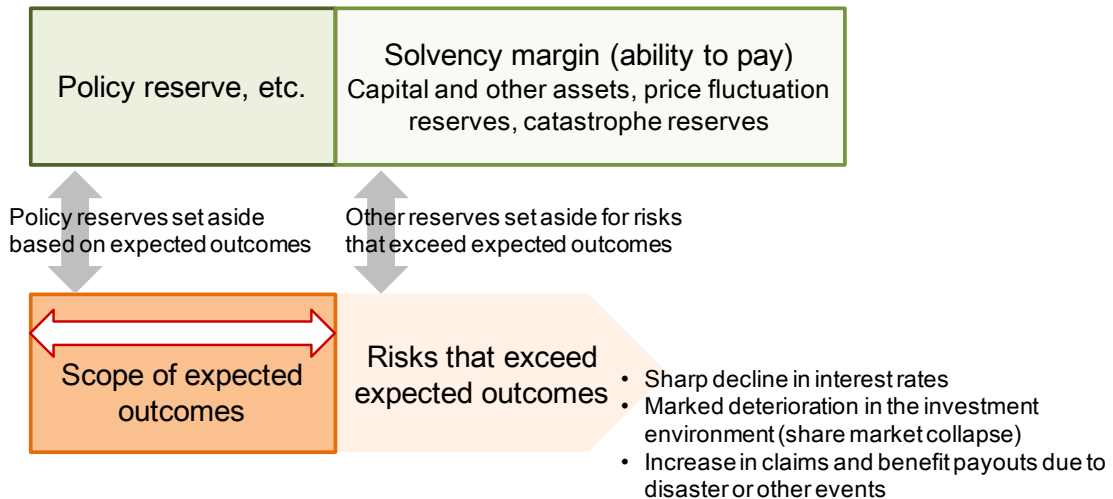 Policy reserve, etc.
Solvency margin (ability to pay)
Capital and other assets, price fluctuation
reserves, catastrophe reserves
Policy reserves set aside
based on expected outcomes
Other reserves set aside for risks
that exceed expected outcomes
Scope of expected
outcomes
Risks that exceed
expected outcomes
• Sharp decline in interest rates
• Marked deterioration in the investment
environment (share market collapse)
• Increase in claims and benefit payouts due to
disaster or other events